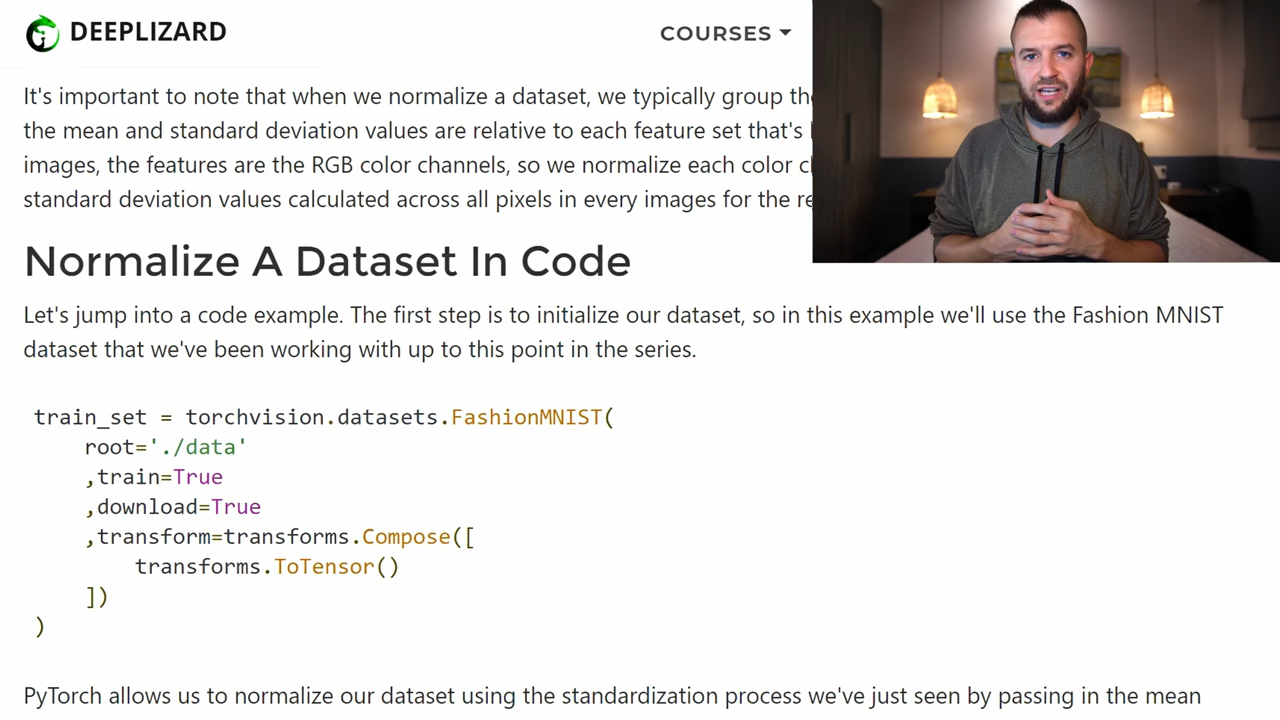 DEEPLIZARD
COURSES
It's important to note that when we normalize a dataset, we typically group
the mean and standard deviation values are relative to each feature set that's
images, the features are the RGB color channels, so we normalize each color
standard deviation values calculated across all pixels in every images for the
Normalize A Dataset In Code
Let's jump into a code example. The first step is to initialize our dataset, so in this example we'll use the Fashion MNIST
dataset that we've been working with up to this point in the series.
train_set = torchvision.datasets.FashionMNIST(
root='./data'
,train=True
,download=True
,transform=transforms.Compose([
transforms.ToTensor()
])
)
PyTorch allows us to normalize our dataset using the standardization process we've just seen by passing in the mean